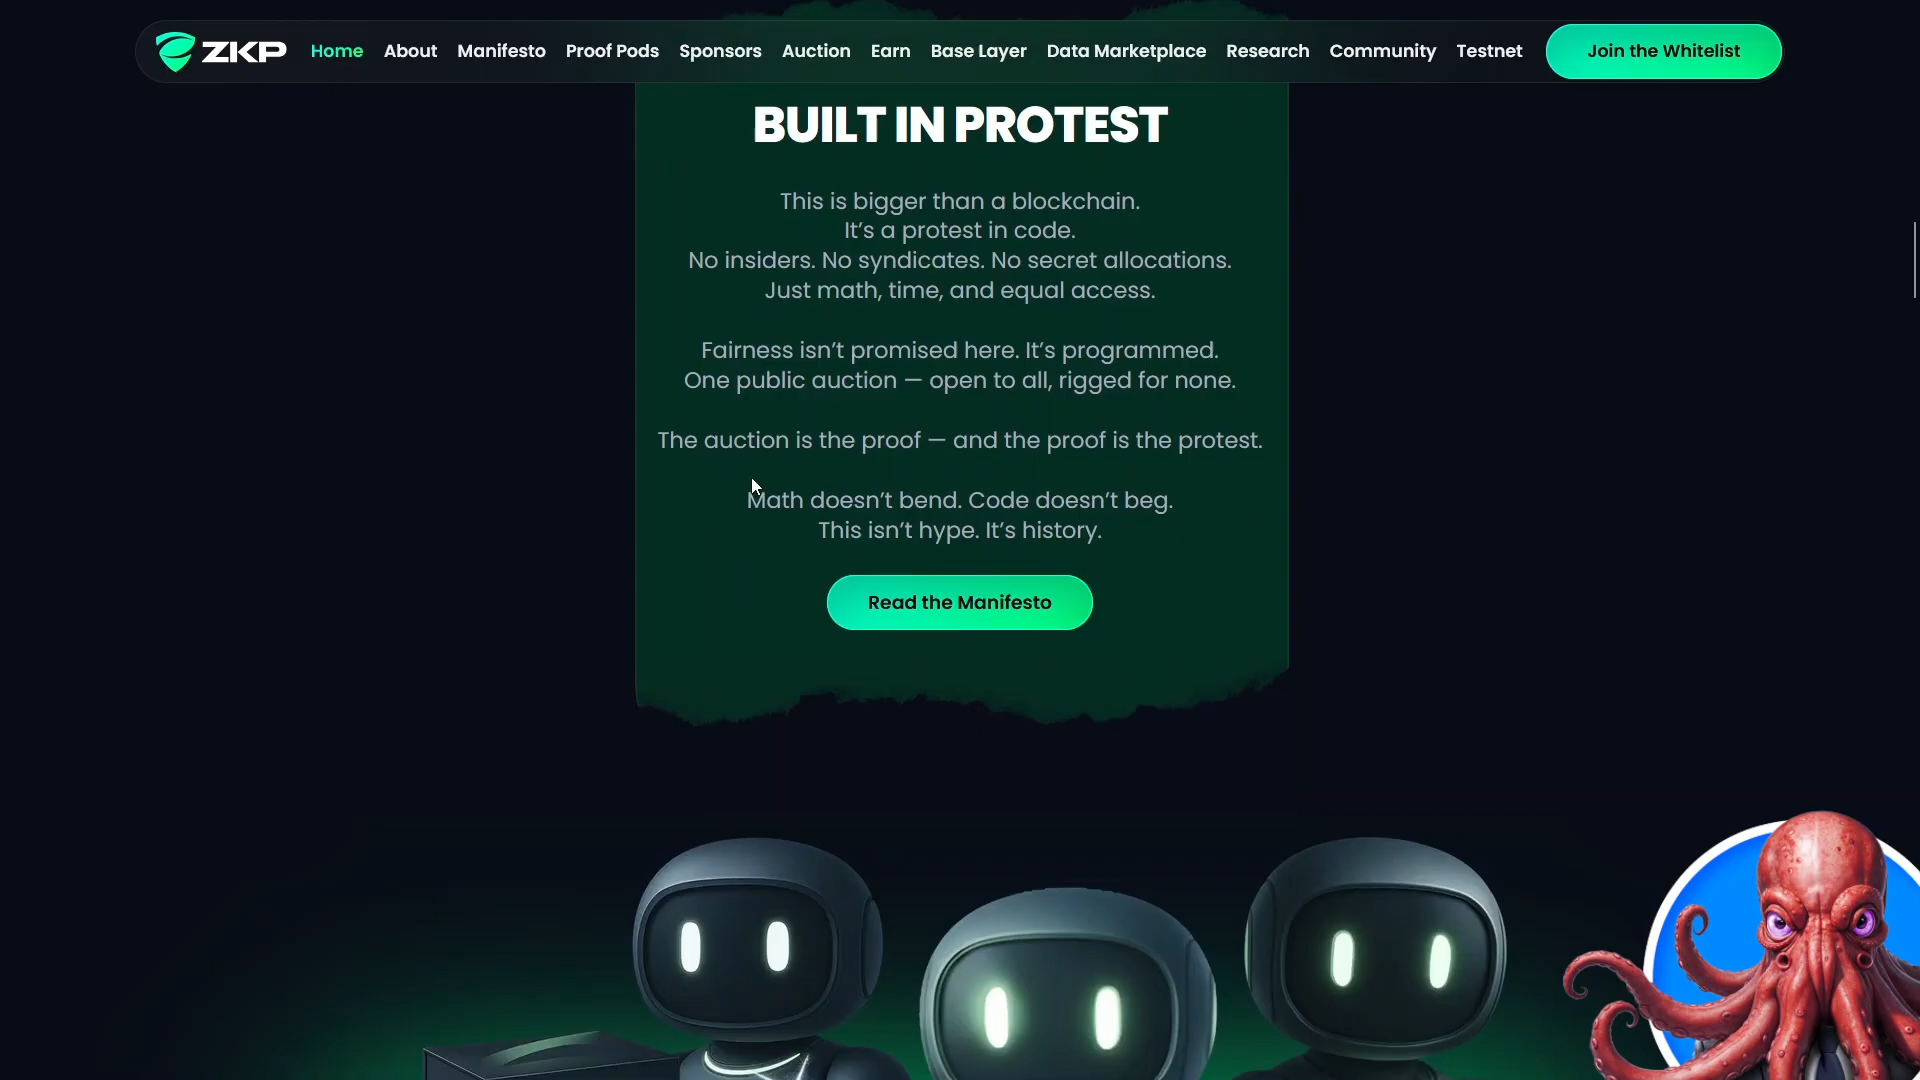 ZKP
Home About Manifesto Proof Pods Sponsors Auction Earn Base Layer Data Marketplace Research Community Testnet Join the Whitelist
BUILT IN PROTEST
This is bigger than a blockchain.
It’s a protest in code.
No insiders. No syndicates. No secret allocations.
Just math, time, and equal access.
Fairness isn’t promised here. It’s programmed.
One public auction — open to all, rigged for none.
The auction is the proof — and the proof is the protest.
Math doesn’t bend. Code doesn’t beg.
This isn’t hype. It’s history.
Read the Manifesto